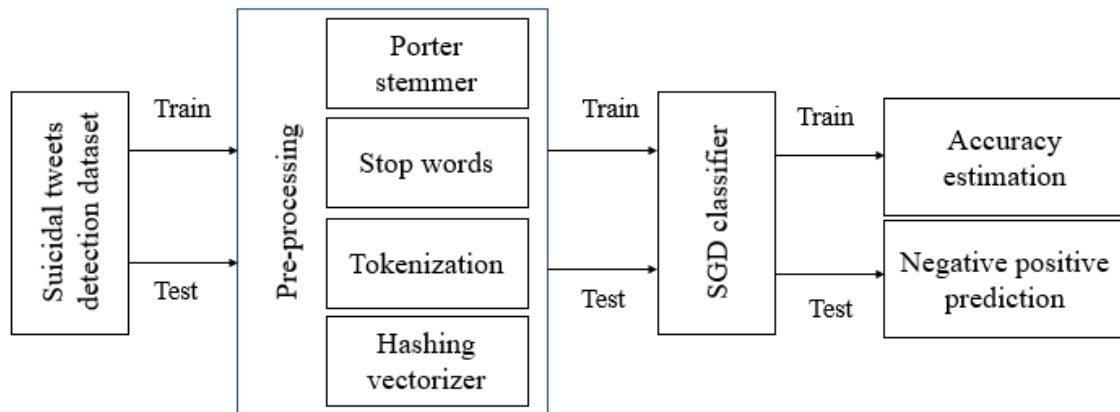 Suicidal tweets
detection dataset
Train
Test
Pre-processing
Porter
stemmer
Stop words
Tokenization
Hashing
vectorizer
Train
Test
SGD classifier
Train
Test
Accuracy
estimation
Negative positive
prediction